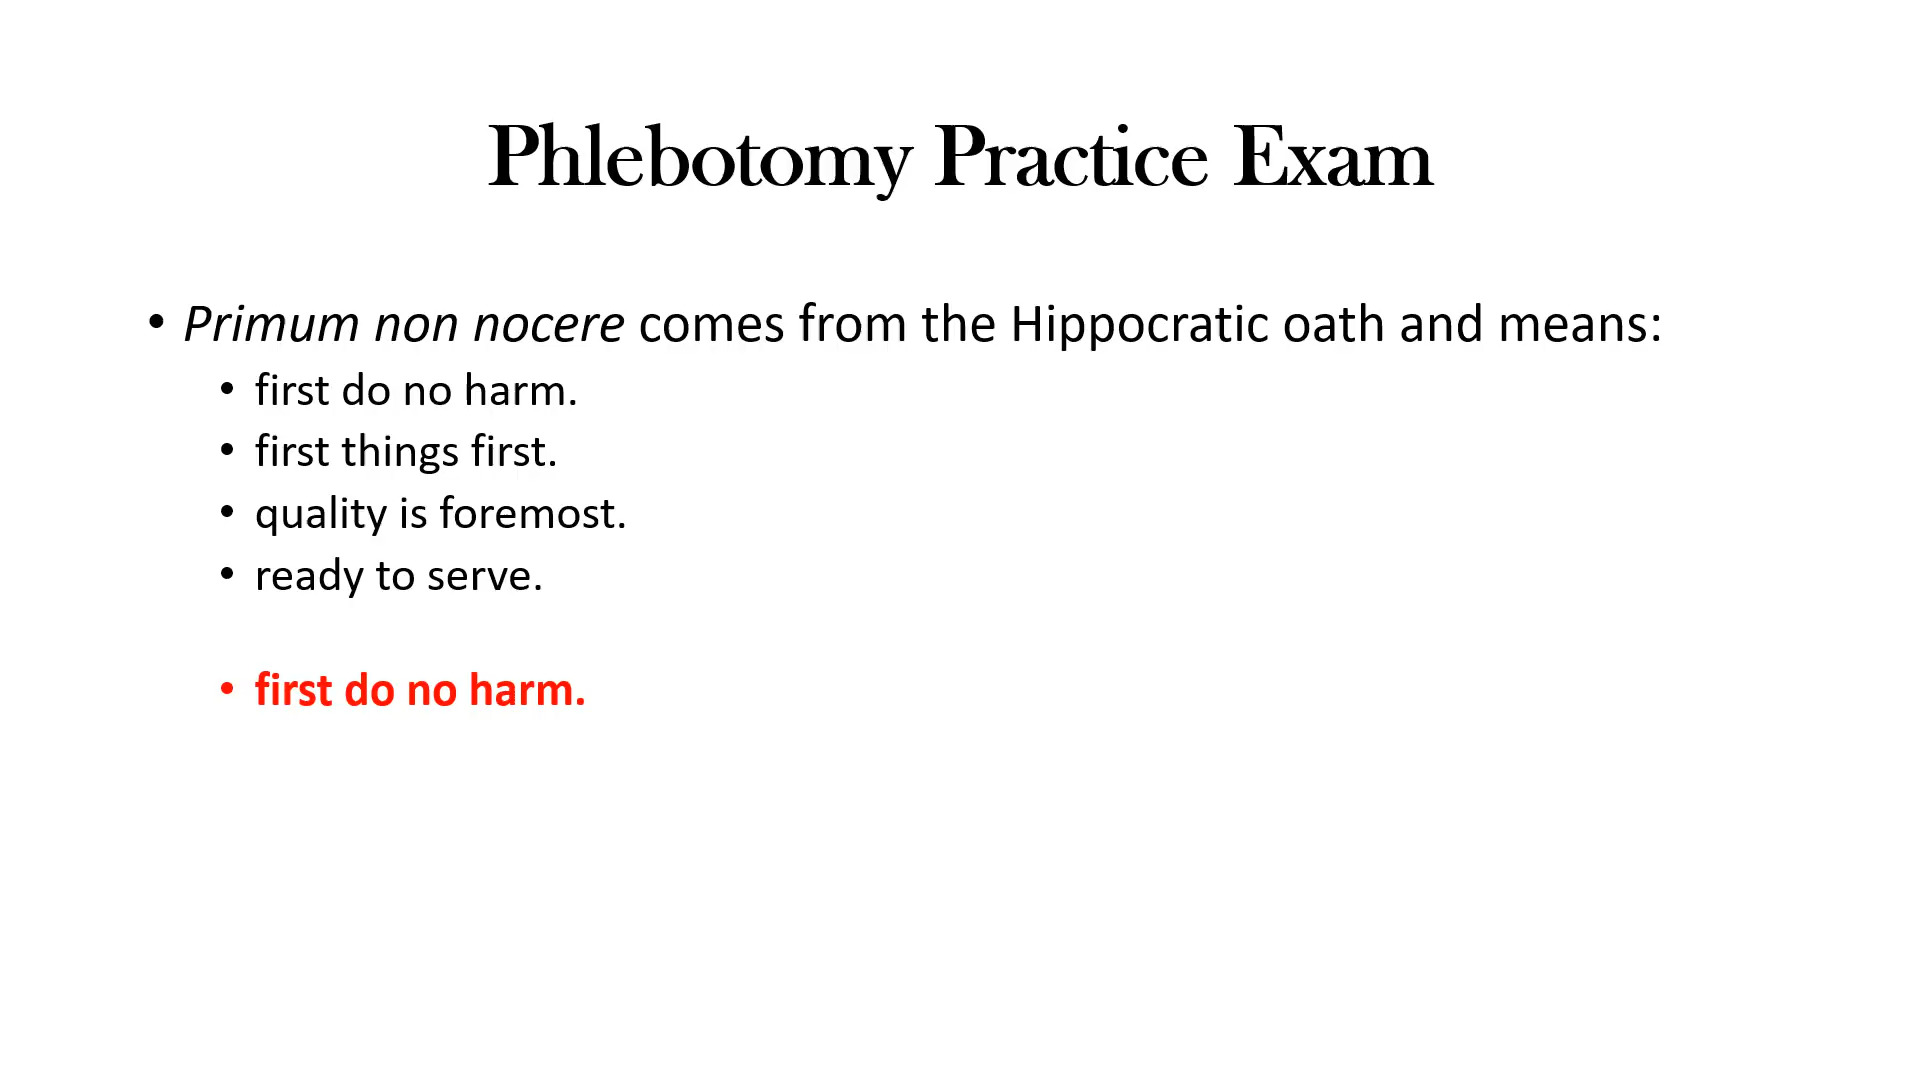 Phlebotomy Practice Exam
• Primum non nocere comes from the Hippocratic oath and means:
• first do no harm.
• first things first.
• quality is foremost.
• ready to serve.
• first do no harm.